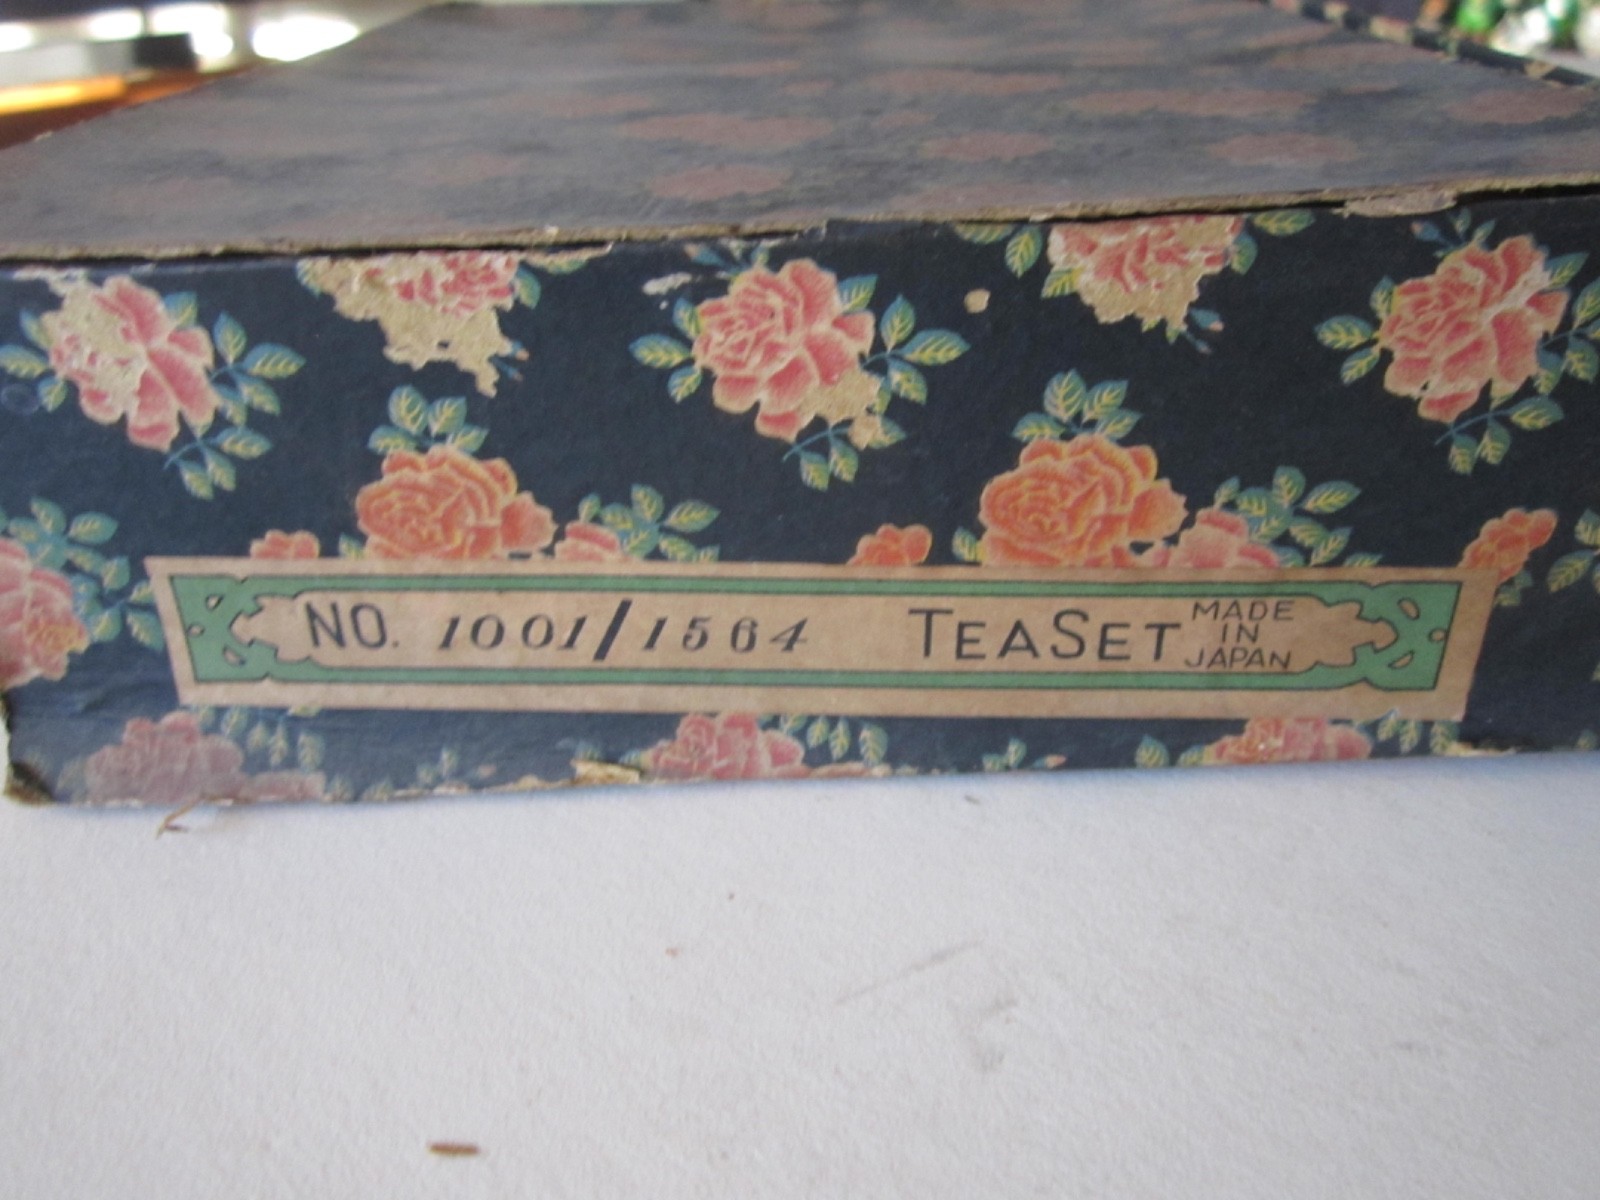 NO. 1001/1564 TEASET
MADE
IN
JAPAN